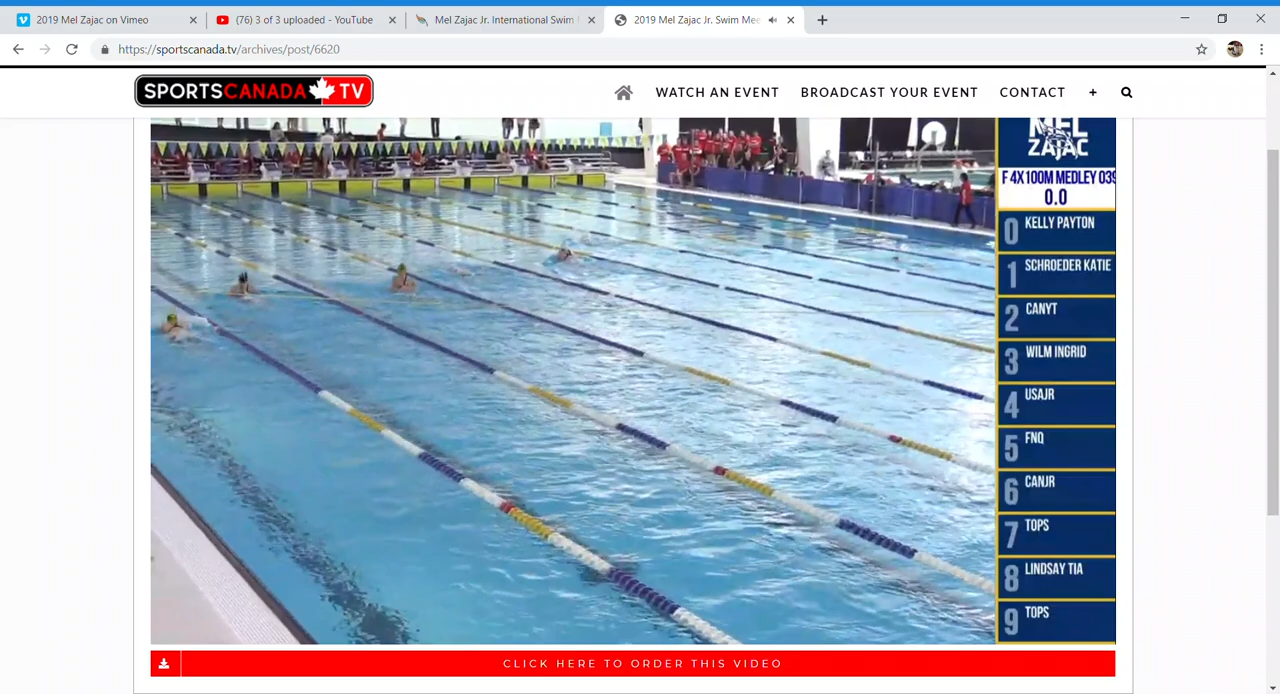 2019 Mel Zajac on Vimeo
(76) 3 of 3 uploaded - YouTube
Mel Zajac Jr. International Swim
2019 Mel Zajac Jr. Swim Mee
https://sportscanada.tv/archives/post/6620
SPORTSCANADA TV
WATCH AN EVENT
BROADCAST YOUR EVENT
CONTACT
MEL
ZAJAC
F 4X100M MEDLEY 039
0.0
0 KELLY PAYTON
1 SCHROEDER KATIE
2 CANYT
3 WILM INGRID
4 USAJR
5 FNQ
6 CANJR
7 TOPS
8 LINDSAY TIA
9 TOPS
CLICK HERE TO ORDER THIS VIDEO